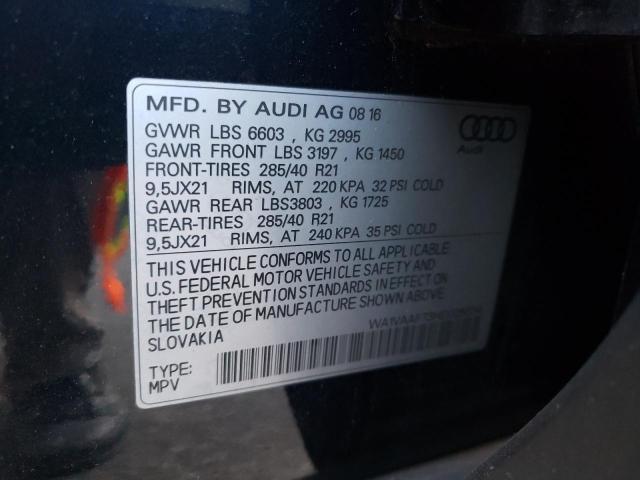 MFD. BY AUDI AG 08 16
GVWR LBS 6603 , KG 2995
GAWR FRONT LBS 3197 , KG 1450
FRONT-TIRES 285/40 R21
9,5JX21 RIMS, AT 220 KPA 32 PSI COLD
GAWR REAR LBS3803 , KG 1725
REAR-TIRES 285/40 R21
9,5JX21 RIMS, AT 240 KPA 35 PSI COLD
Audi
THIS VEHICLE CONFORMS TO ALL APPLICABLE
U.S. FEDERAL MOTOR VEHICLE SAFETY AND
THEFT PREVENTION STANDARDS IN EFFECT ON
THE DATE OF MANUFACTURE SHOWN ABOVE.
SLOVAKIA
TYPE:
MPV